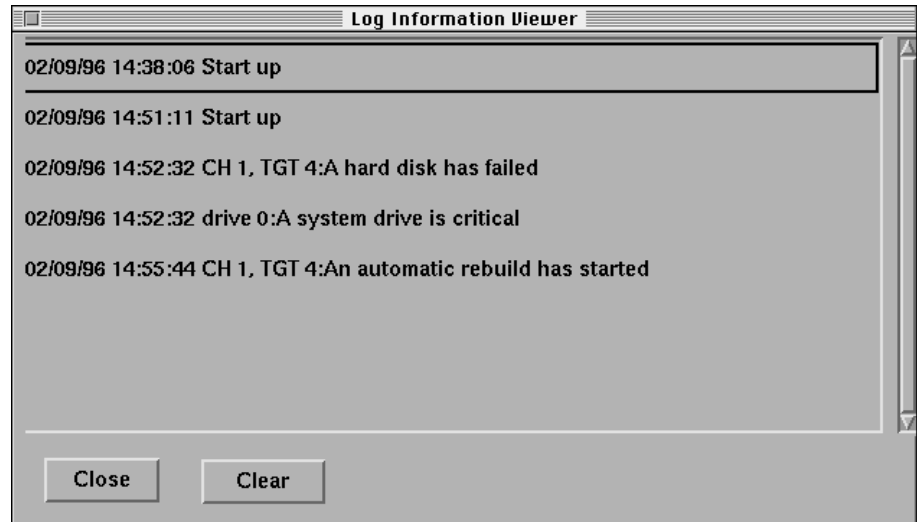 Log Information Viewer
02/09/96 14:38:06 Start up
02/09/96 14:51:11 Start up
02/09/96 14:52:32 CH 1, TGT 4:A hard disk has failed
02/09/96 14:52:32 drive 0:A system drive is critical
02/09/96 14:55:44 CH 1, TGT 4:An automatic rebuild has started
Close
Clear